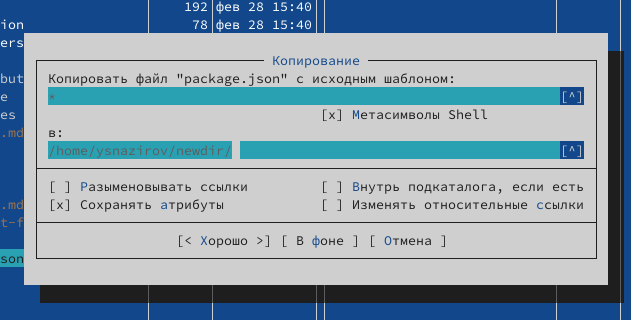 192 фев 28 15:40
ion 78 фев 28 15:40
ers
Копирование
but Копировать файл "package.json" с исходным шаблоном:
e * [^]
es [x] Метасимволы Shell
.md в:
/home/ysnazirov/newdir/ [^]
[ ] Разыменовывать ссылки [ ] Внутрь подкаталога, если есть
.md [x] Сохранять атрибуты [ ] Изменять относительные ссылки
t-f
[< Хорошо >] [ В фоне ] [ Отмена ]
son